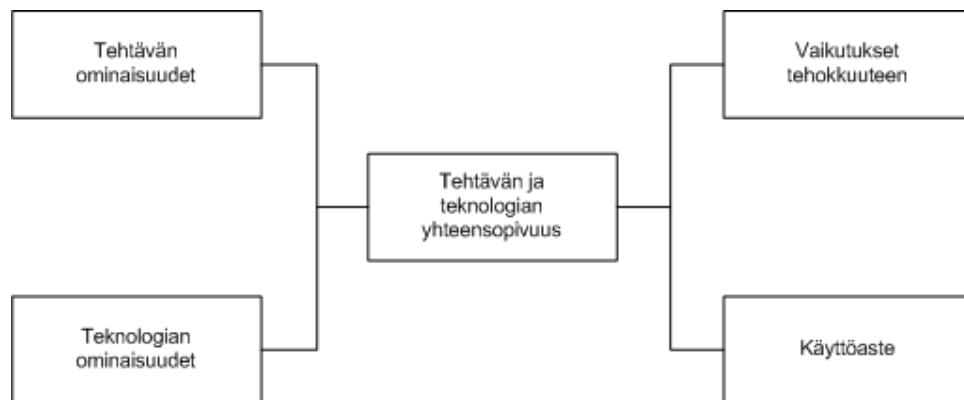 Tehtävän
ominaisuudet
Vaikutukset
tehokkuuteen
Tehtävän ja
teknologian
yhteensopivuus
Teknologian
ominaisuudet
Käyttöaste